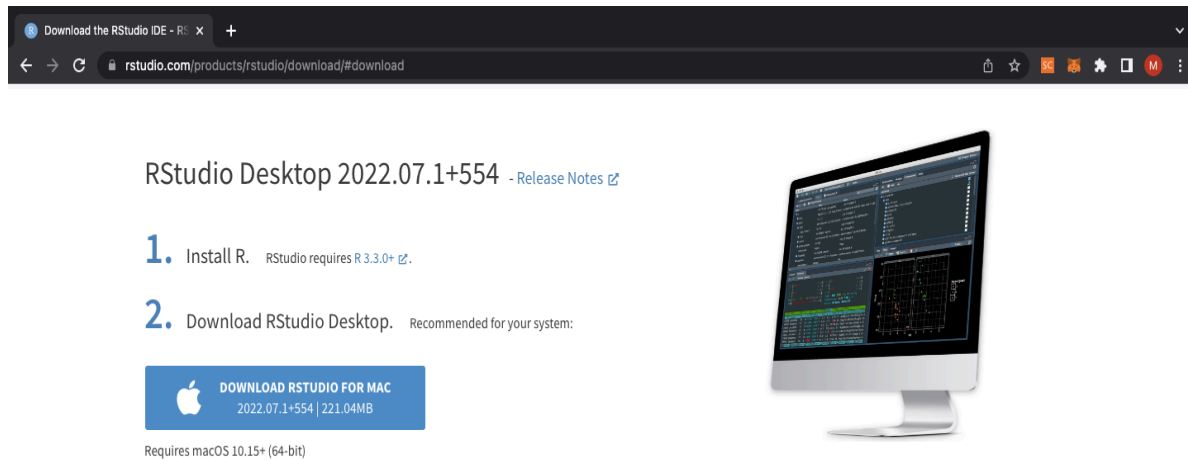 Download the RStudio IDE - RS
rstudio.com/products/rstudio/download/#download
SC
M
RStudio Desktop 2022.07.1+554 - Release Notes
1. Install R. RStudio requires R 3.3.0+.
2. Download RStudio Desktop. Recommended for your system:
DOWNLOAD RSTUDIO FOR MAC
2022.07.1+554 | 221.04MB
Requires macOS 10.15+ (64-bit)